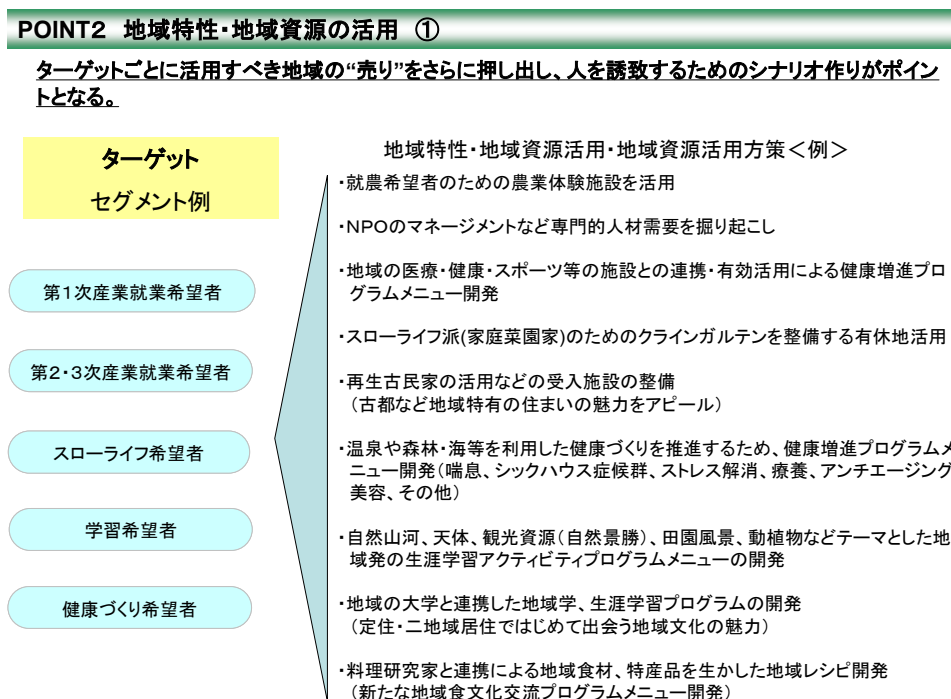 POINT2 地域特性・地域資源の活用 ①
ターゲットごとに活用すべき地域の“売り”をさらに押し出し、人を誘致するためのシナリオ作りがポイン
トとなる。
ターゲット
セグメント例
第1次産業就業希望者
第2・3次産業就業希望者
スローライフ希望者
学習希望者
健康づくり希望者
地域特性・地域資源活用・地域資源活用方策＜例＞
・就農希望者のための農業体験施設を活用
・NPOのマネージメントなど専門的人材需要を掘り起こし
・地域の医療・健康・スポーツ等の施設との連携・有効活用による健康増進プロ
グラムメニュー開発
・スローライフ派(家庭菜園家)のためのクラインガルテンを整備する有休地活用
・再生古民家の活用などの受入施設の整備
（古都など地域特有の住まいの魅力をアピール）
・温泉や森林・海等を利用した健康づくりを推進するため、健康増進プログラムメ
ニュー開発（喘息、シックハウス症候群、ストレス解消、療養、アンチエージング
美容、その他）
・自然山河、天体、観光資源（自然景勝）、田園風景、動植物などテーマとした地
域発の生涯学習アクティビティプログラムメニューの開発
・地域の大学と連携した地域学、生涯学習プログラムの開発
（定住・二地域居住ではじめて出会う地域文化の魅力）
・料理研究家と連携による地域食材、特産品を生かした地域レシピ開発
（新たな地域食文化交流プログラムメニュー開発）